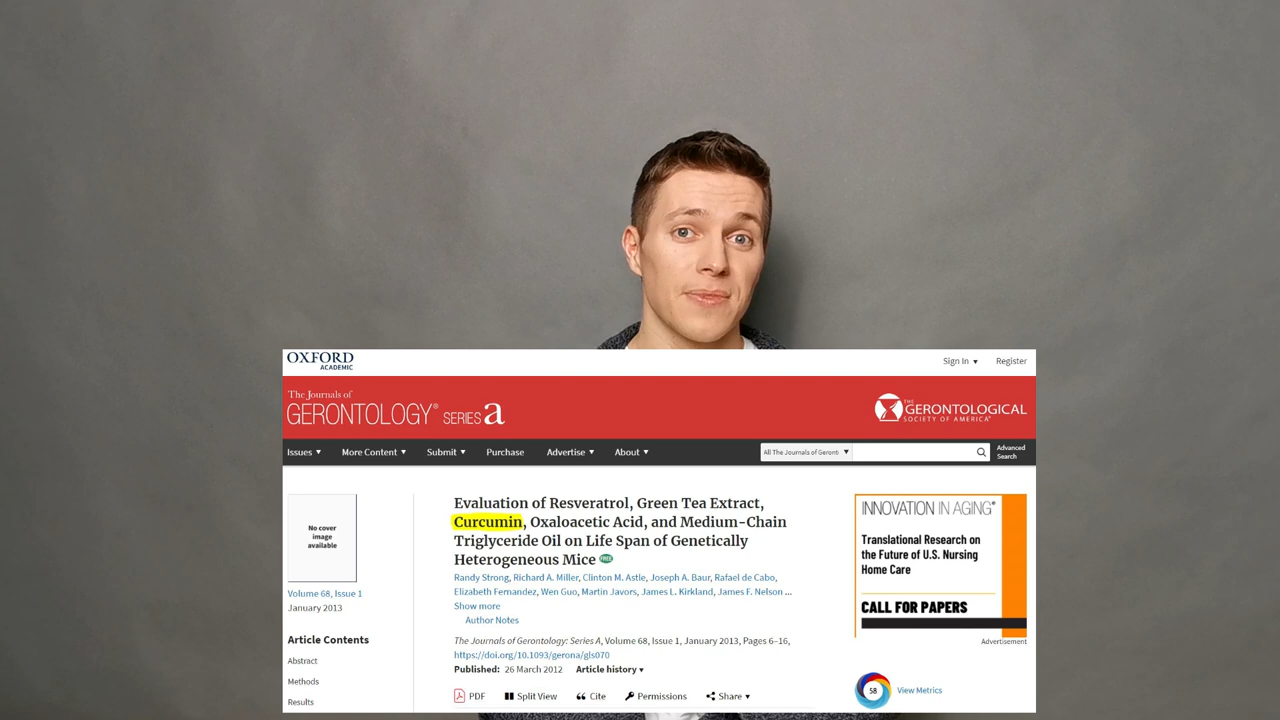 OXFORD
ACADEMIC
Sign In
Register
The Journals of
GERONTOLOGY® SERIES a
THE
GERONTOLOGICAL
SOCIETY OF AMERICA®
Issues
More Content
Submit
Purchase
Advertise
About
All The Journals of Geront
Advanced
Search
No cover
image
available
Volume 68, Issue 1
January 2013
Article Contents
Abstract
Methods
Results
Evaluation of Resveratrol, Green Tea Extract,
Curcumin, Oxaloacetic Acid, and Medium-Chain
Triglyceride Oil on Life Span of Genetically
Heterogeneous Mice FREE
Randy Strong, Richard A. Miller, Clinton M. Astle, Joseph A. Baur, Rafael de Cabo,
Elizabeth Fernandez, Wen Guo, Martin Javors, James L. Kirkland, James F. Nelson ...
Show more
Author Notes
The Journals of Gerontology: Series A, Volume 68, Issue 1, January 2013, Pages 6–16,
https://doi.org/10.1093/gerona/gls070
Published: 26 March 2012 Article history
PDF
Split View
Cite
Permissions
Share
INNOVATION IN AGING®
Translational Research on
the Future of U.S. Nursing
Home Care
CALL FOR PAPERS
Advertisement
58
View Metrics